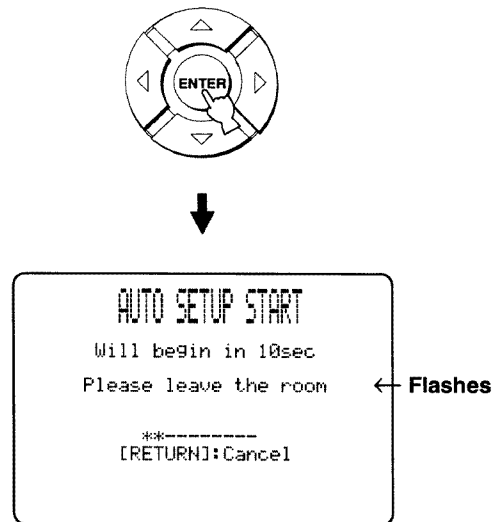 ENTER
AUTO SETUP START
Will begin in 10sec
Please leave the room
← Flashes
**--------
[RETURN]:Cancel